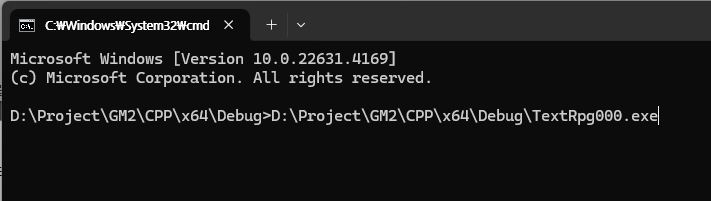 C:₩Windows₩System32₩cmd
Microsoft Windows [Version 10.0.22631.4169]
(c) Microsoft Corporation. All rights reserved.
D:\Project\GM2\CPP\x64\Debug>D:\Project\GM2\CPP\x64\Debug\TextRpg000.exe